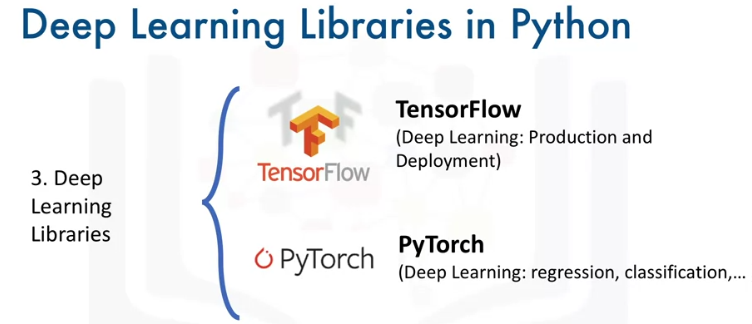 Deep Learning Libraries in Python
3. Deep
Learning
Libraries
TensorFlow
TensorFlow
(Deep Learning: Production and
Deployment)
PyTorch
PyTorch
(Deep Learning: regression, classification,...